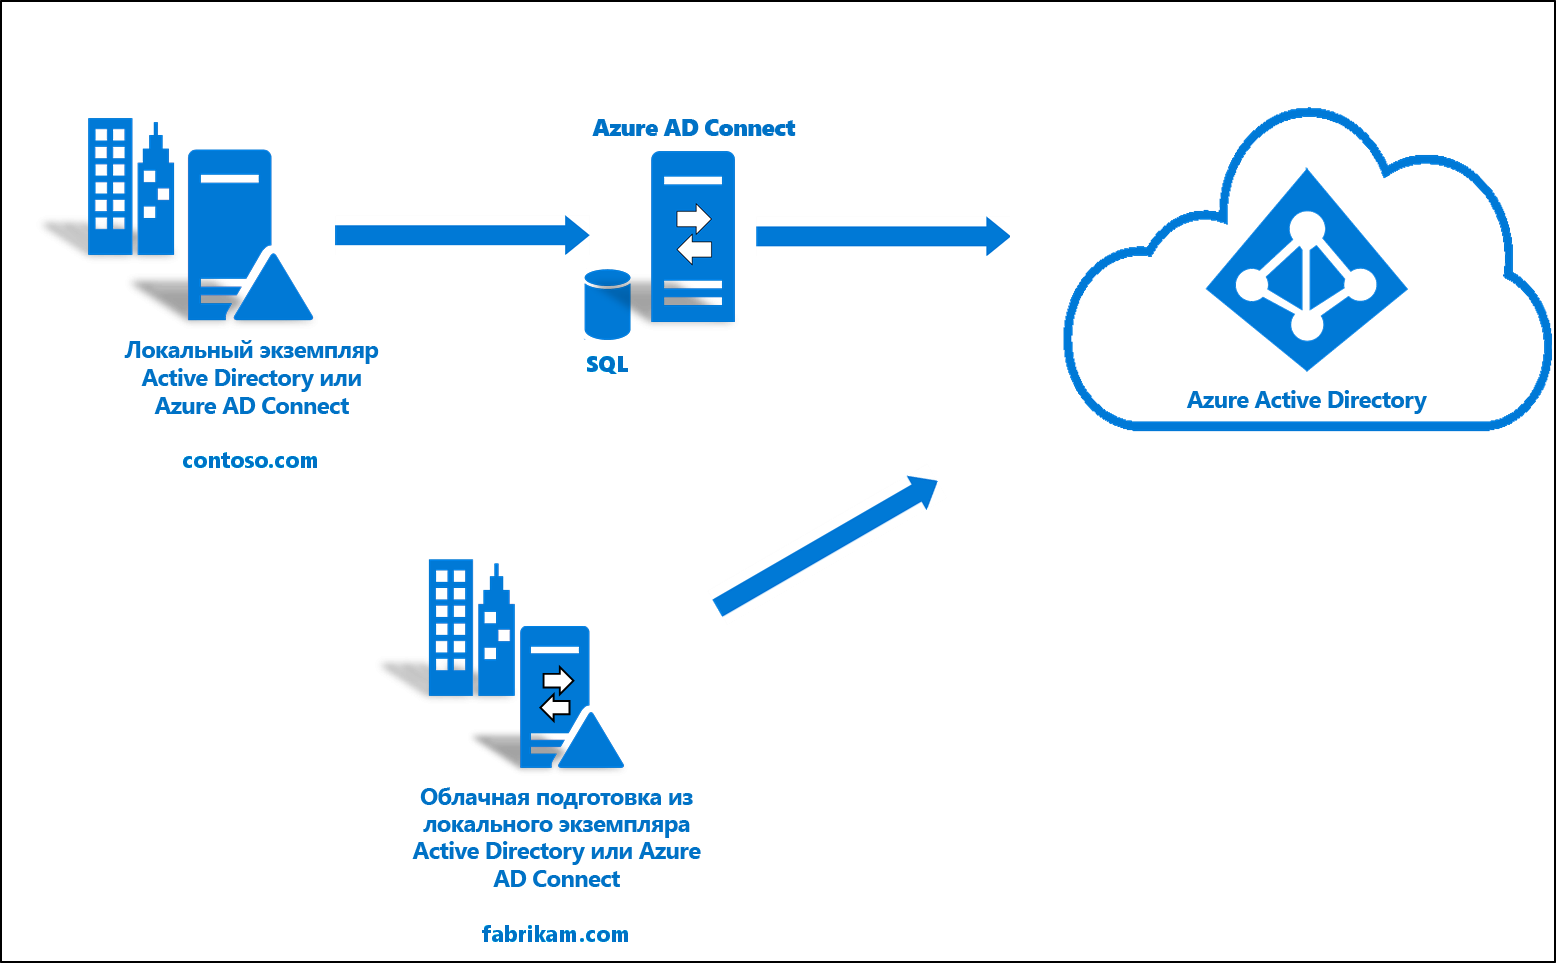 Azure AD Connect
Локальный экземпляр
Active Directory или
Azure AD Connect
contoso.com
SQL
Azure Active Directory
Облачная подготовка из
локального экземпляра
Active Directory или Azure
AD Connect
fabrikam.com